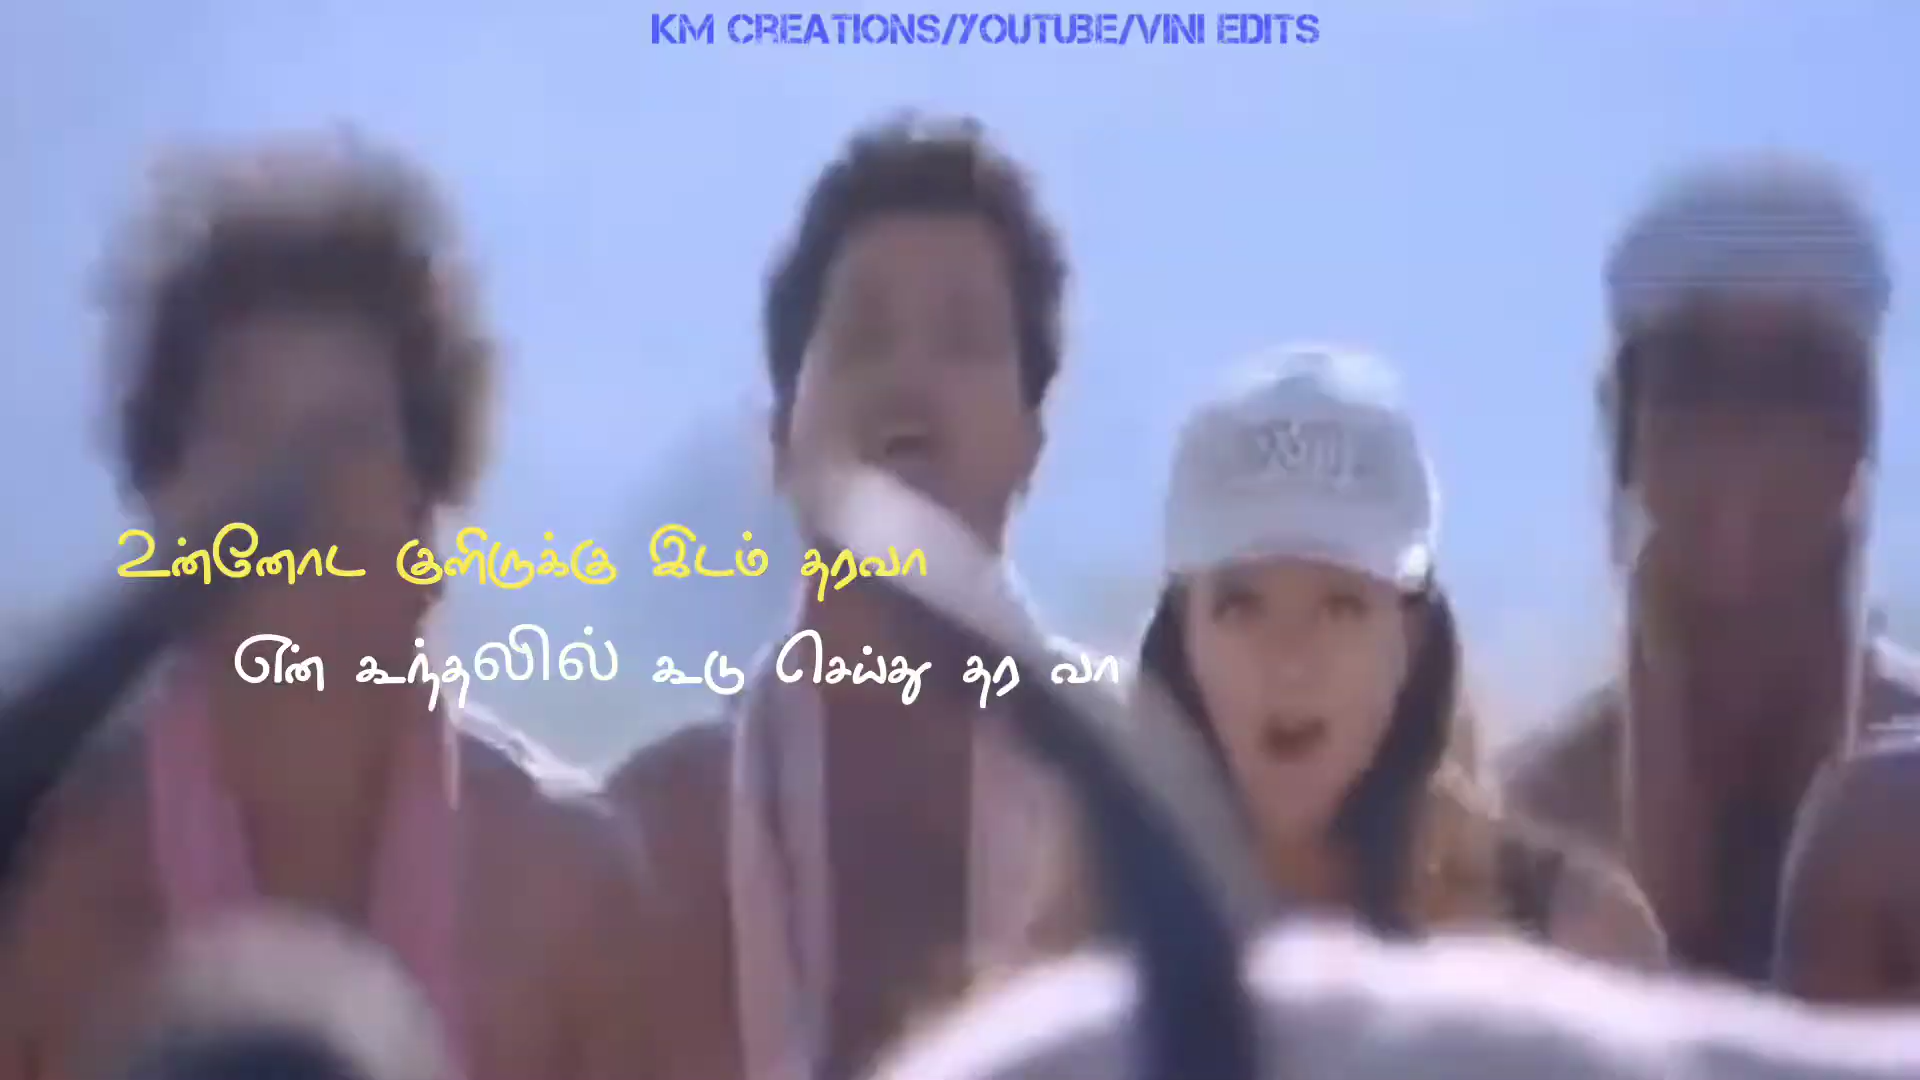 KM CREATIONS/YOUTUBE/VINI EDITS
உன்னோட குளிருக்கு இடம் தரவா
என் கூந்தலில் கூடு செய்து தர வா